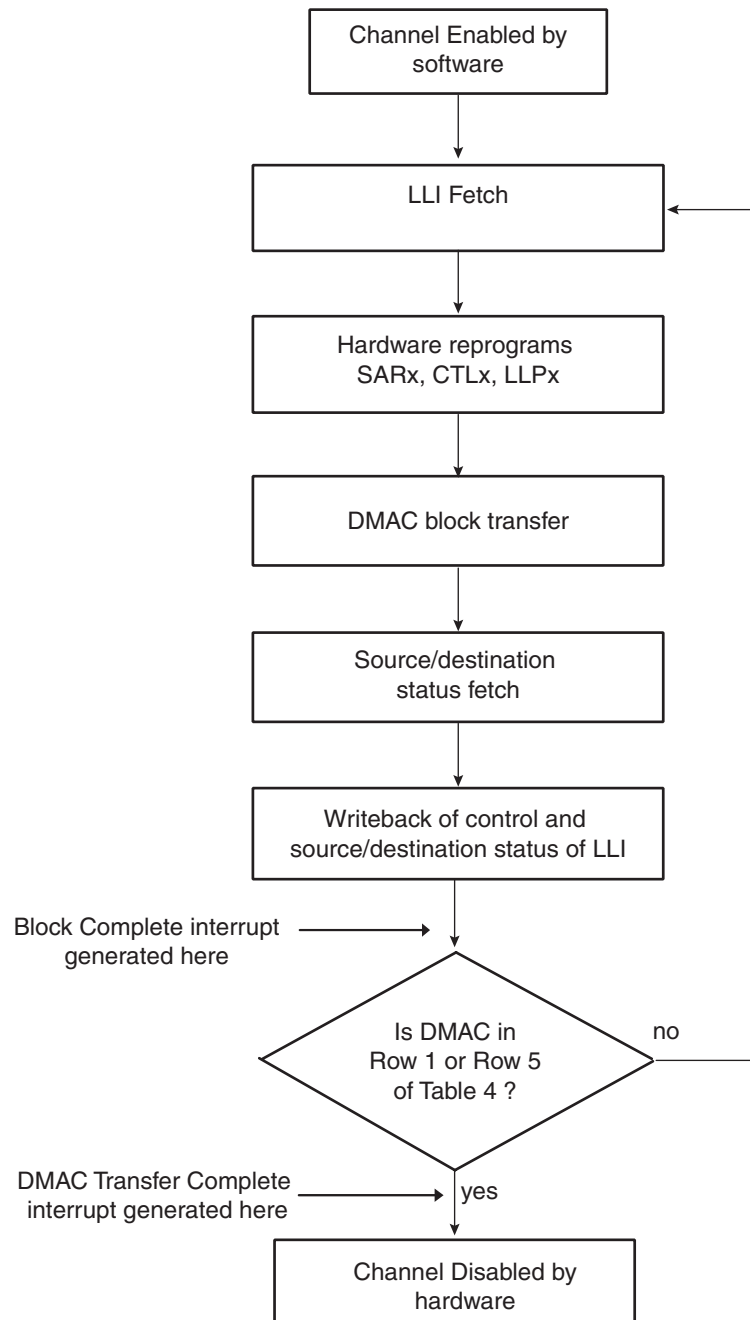 Channel Enabled by
software
LLI Fetch
Hardware reprograms
SARx, CTLx, LLPx
DMAC block transfer
Source/destination
status fetch
Writeback of control and
source/destination status of LLI
Block Complete interrupt
generated here
Is DMAC in
Row 1 or Row 5
of Table 4 ?
no
DMAC Transfer Complete
interrupt generated here
yes
Channel Disabled by
hardware